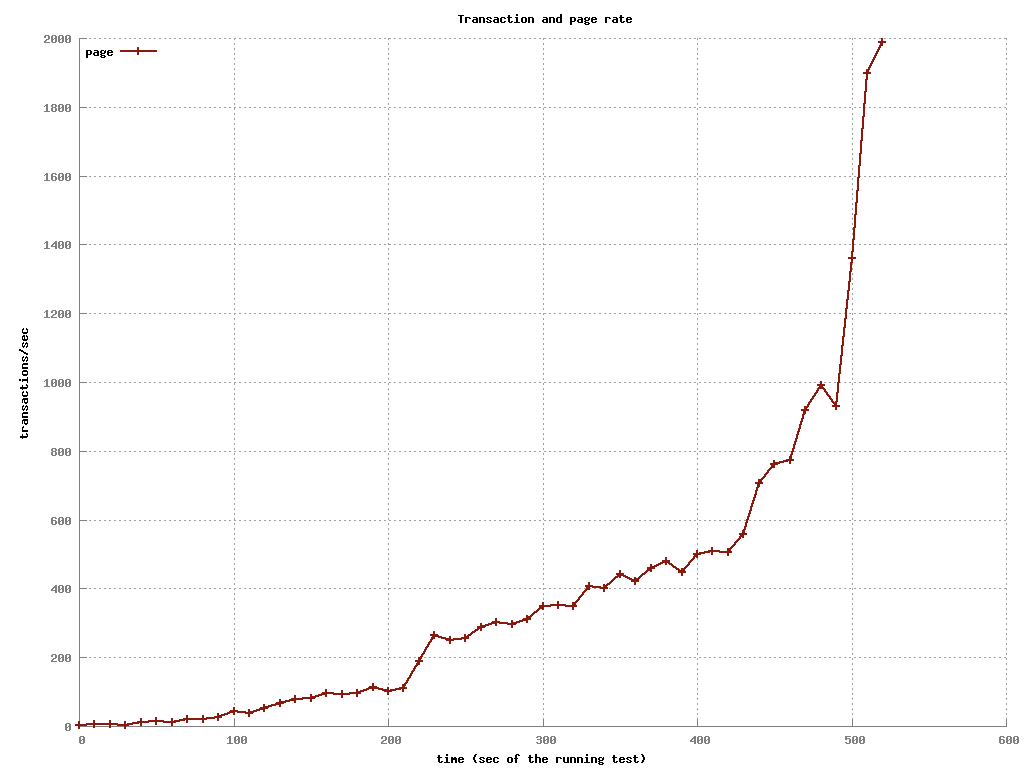 Transaction and page rate
page
2000
1800
1600
1400
1200
1000
800
600
400
200
0
transactions/sec
0 100 200 300 400 500 600
time (sec of the running test)